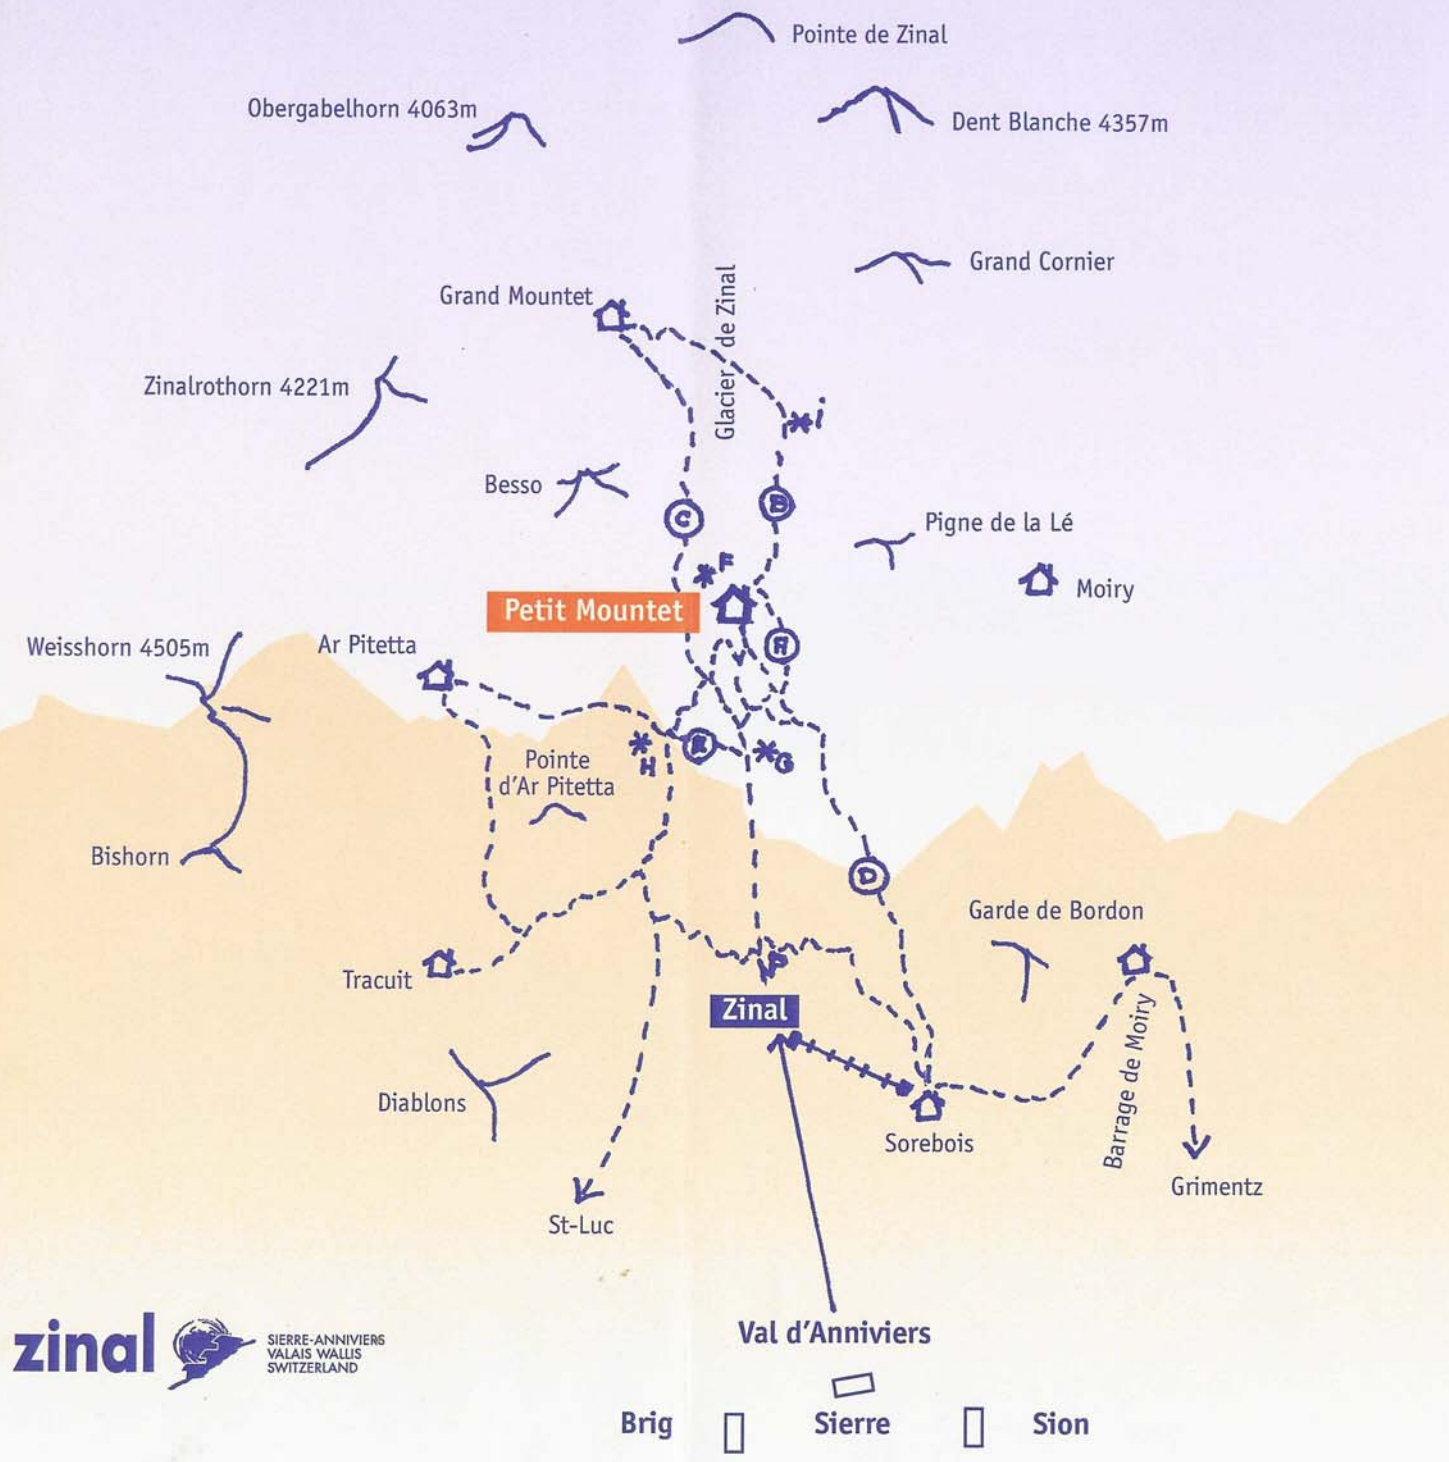 Pointe de Zinal
Obergabelhorn 4063m
Dent Blanche 4357m
Grand Cornier
Grand Mountet
Glacier de Zinal
Zinalrothorn 4221m
i
Besso
C
B
Pigne de la Lé
F
Moiry
Petit Mountet
Weisshorn 4505m
Ar Pitetta
A
H
E
G
Pointe
d'Ar Pitetta
Bishorn
D
Garde de Bordon
Tracuit
P
Zinal
Barrage de Moiry
Diablons
Sorebois
Grimentz
St-Luc
zinal
SIERRE-ANNIVIERS
VALAIS WALLIS
SWITZERLAND
Val d'Anniviers
Brig
Sierre
Sion